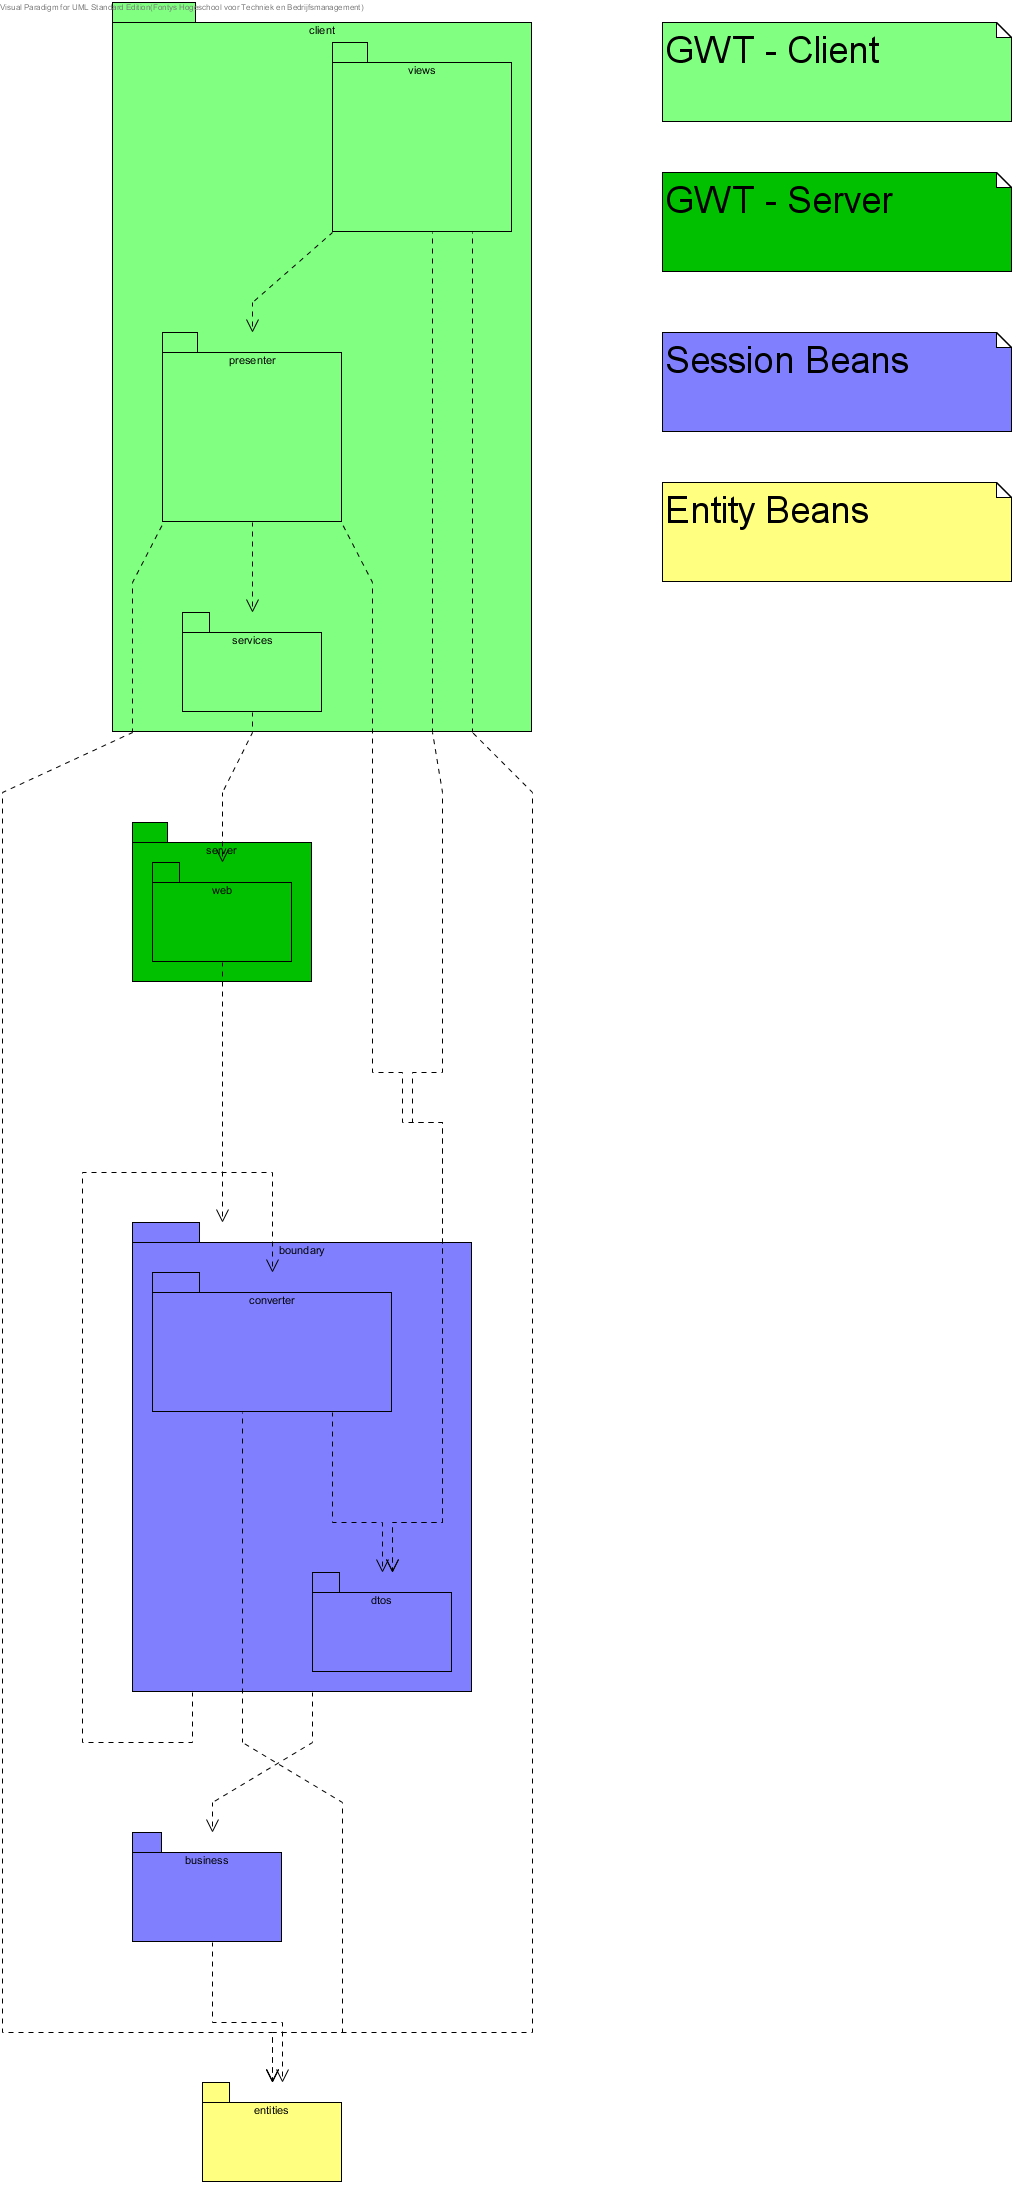 Visual Paradigm for UML Standard Edition(Fontys Hogeschool voor Techniek en Bedrijfsmanagement)
client
views
GWT - Client
GWT - Server
presenter
Session Beans
Entity Beans
services
server
web
boundary
converter
dtos
business
entities